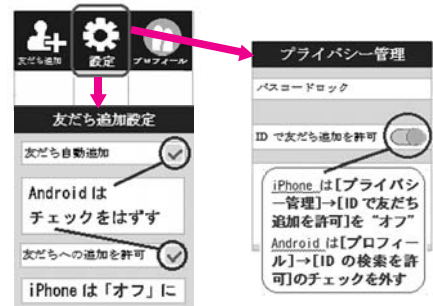 友だち追加
設定
プロフィール
友だち追加設定
友だち自動追加
Androidは
チェックをはずす
友だちへの追加を許可
iPhoneは「オフ」に
プライバシー管理
パスコードロック
IDで友だち追加を許可
iPhoneは[プライバシ
ー管理]→[IDで友だち
追加を許可]を“オフ”
Androidは[プロフィー
ル]→[IDの検索を許
可]のチェックを外す